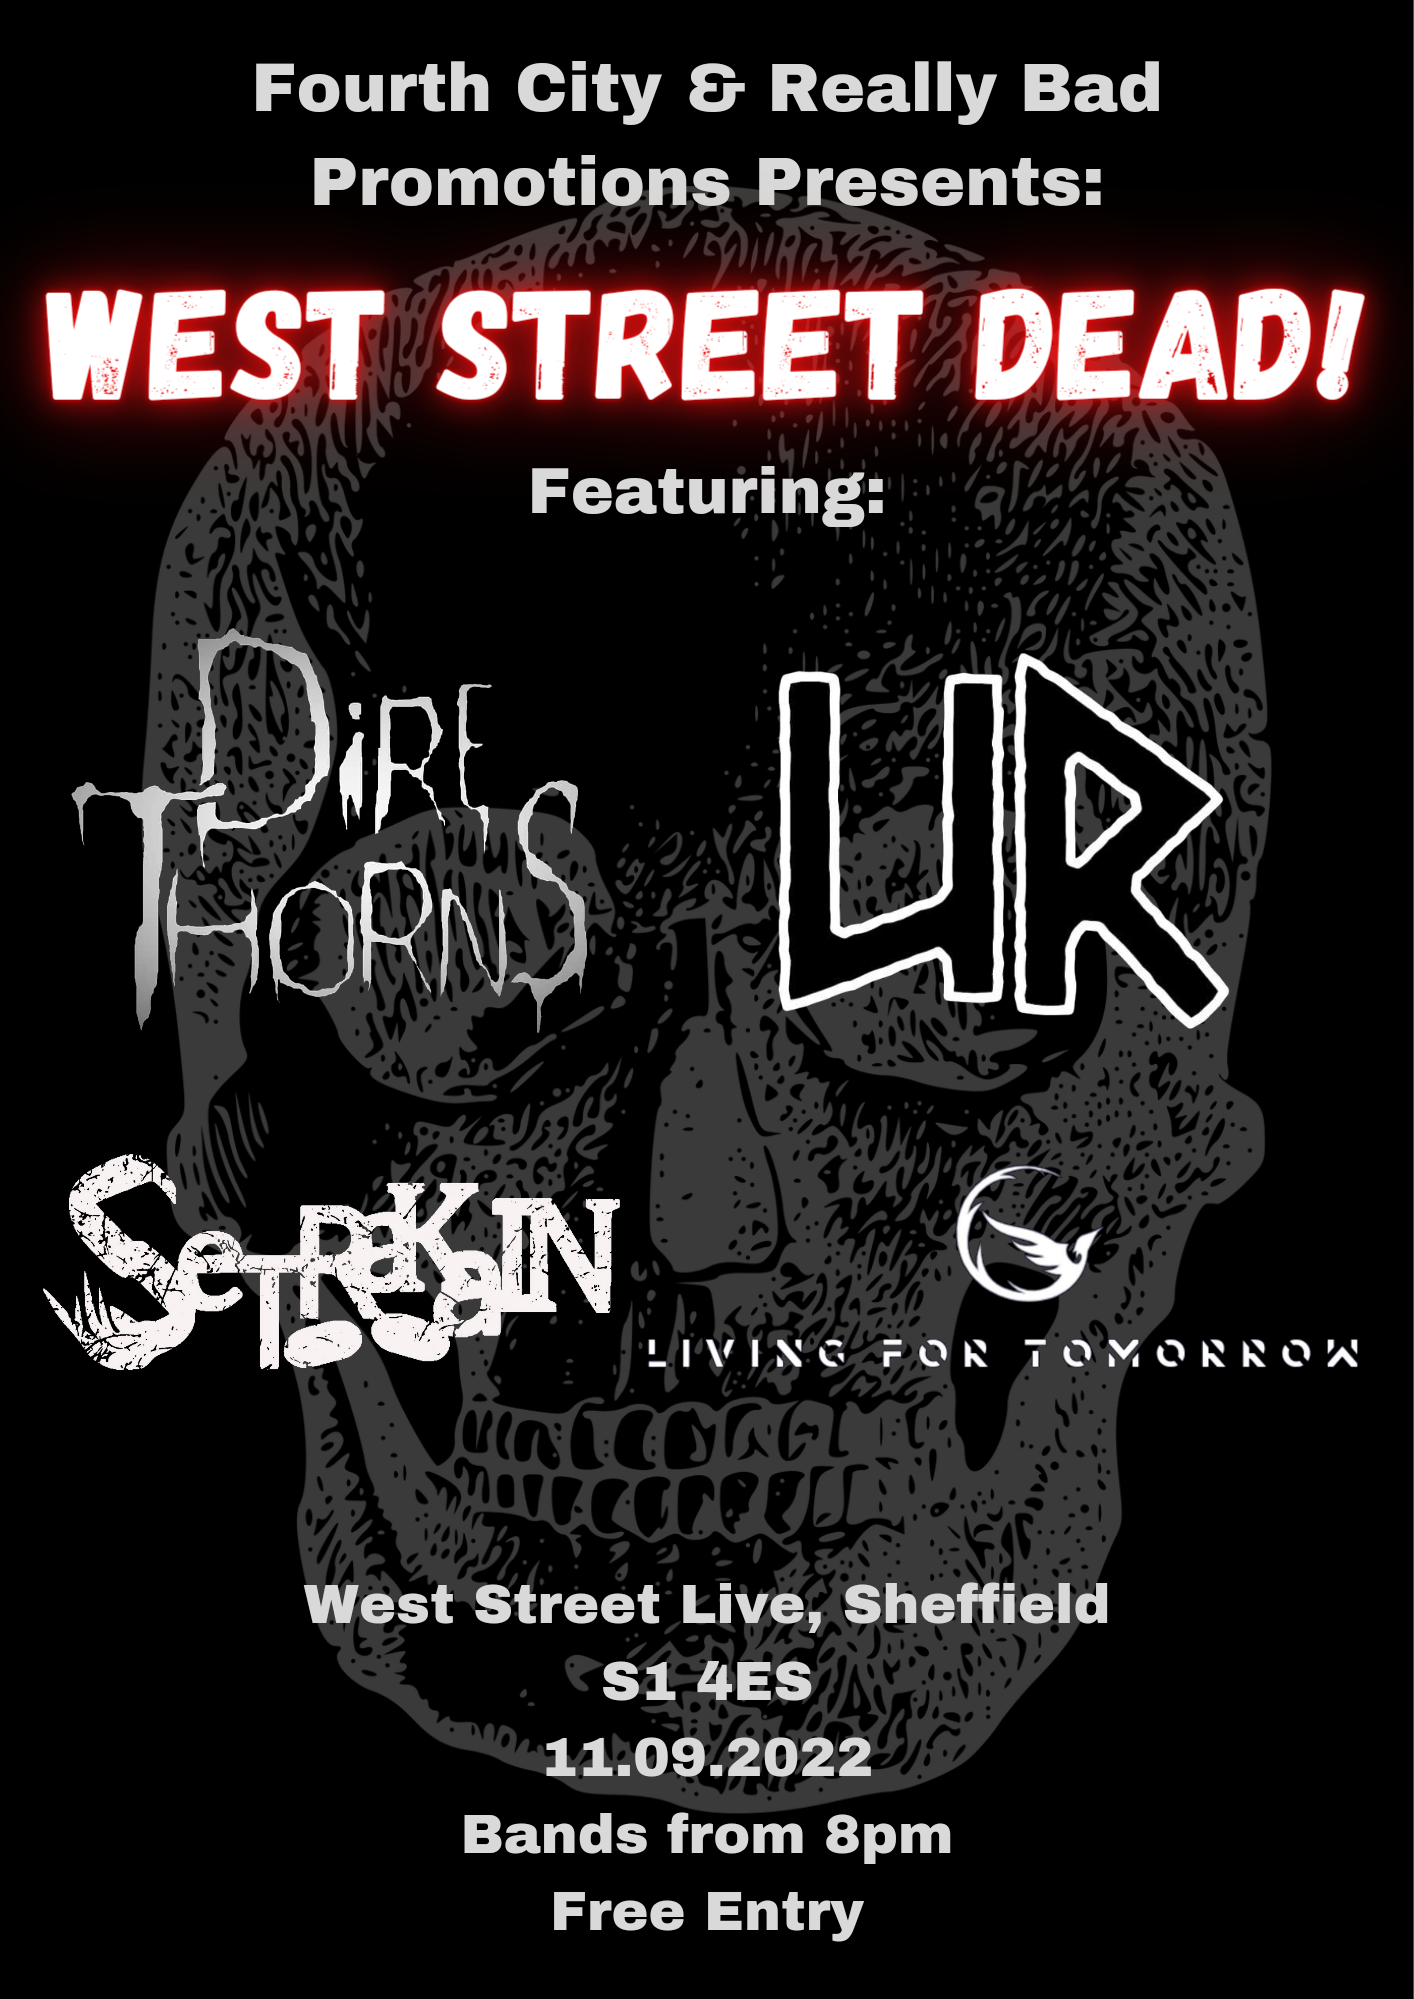 Fourth City & Really Bad
Promotions Presents:
WEST STREET DEAD!
Featuring:
DiRE
THORNS
UR
SeTBReaKaIN
LIVING FOR TOMORROW
West Street Live, Sheffield
S1 4ES
11.09.2022
Bands from 8pm
Free Entry